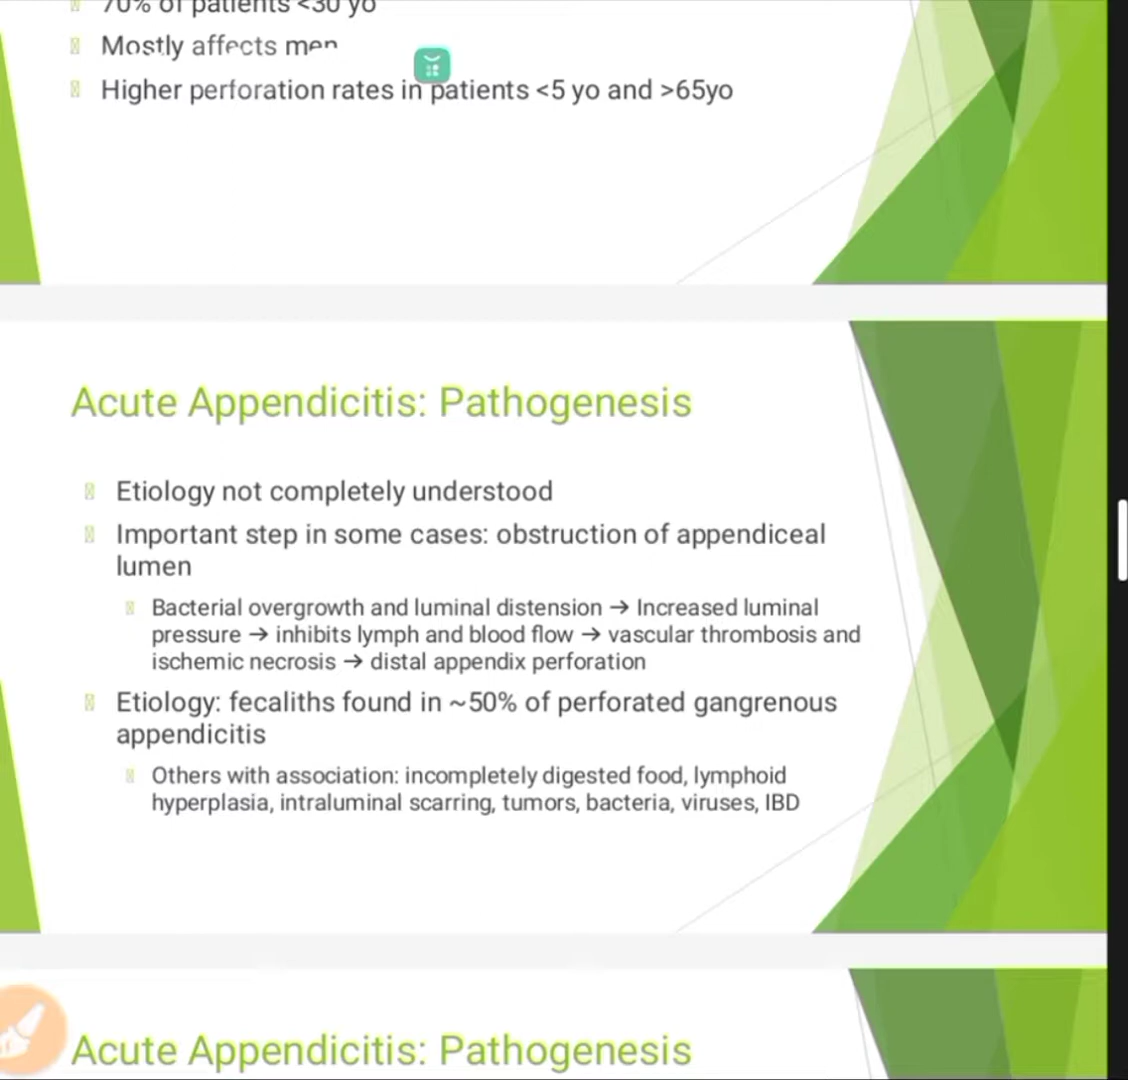 70% of patients <30 yo
Mostly affects men
Higher perforation rates in patients <5 yo and >65yo
Acute Appendicitis: Pathogenesis
Etiology not completely understood
Important step in some cases: obstruction of appendiceal
lumen
Bacterial overgrowth and luminal distension → Increased luminal
pressure → inhibits lymph and blood flow → vascular thrombosis and
ischemic necrosis → distal appendix perforation
Etiology: fecaliths found in ~50% of perforated gangrenous
appendicitis
Others with association: incompletely digested food, lymphoid
hyperplasia, intraluminal scarring, tumors, bacteria, viruses, IBD
Acute Appendicitis: Pathogenesis